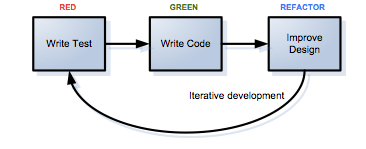 RED
GREEN
REFACTOR
Write Test
Write Code
Improve
Design
Iterative development